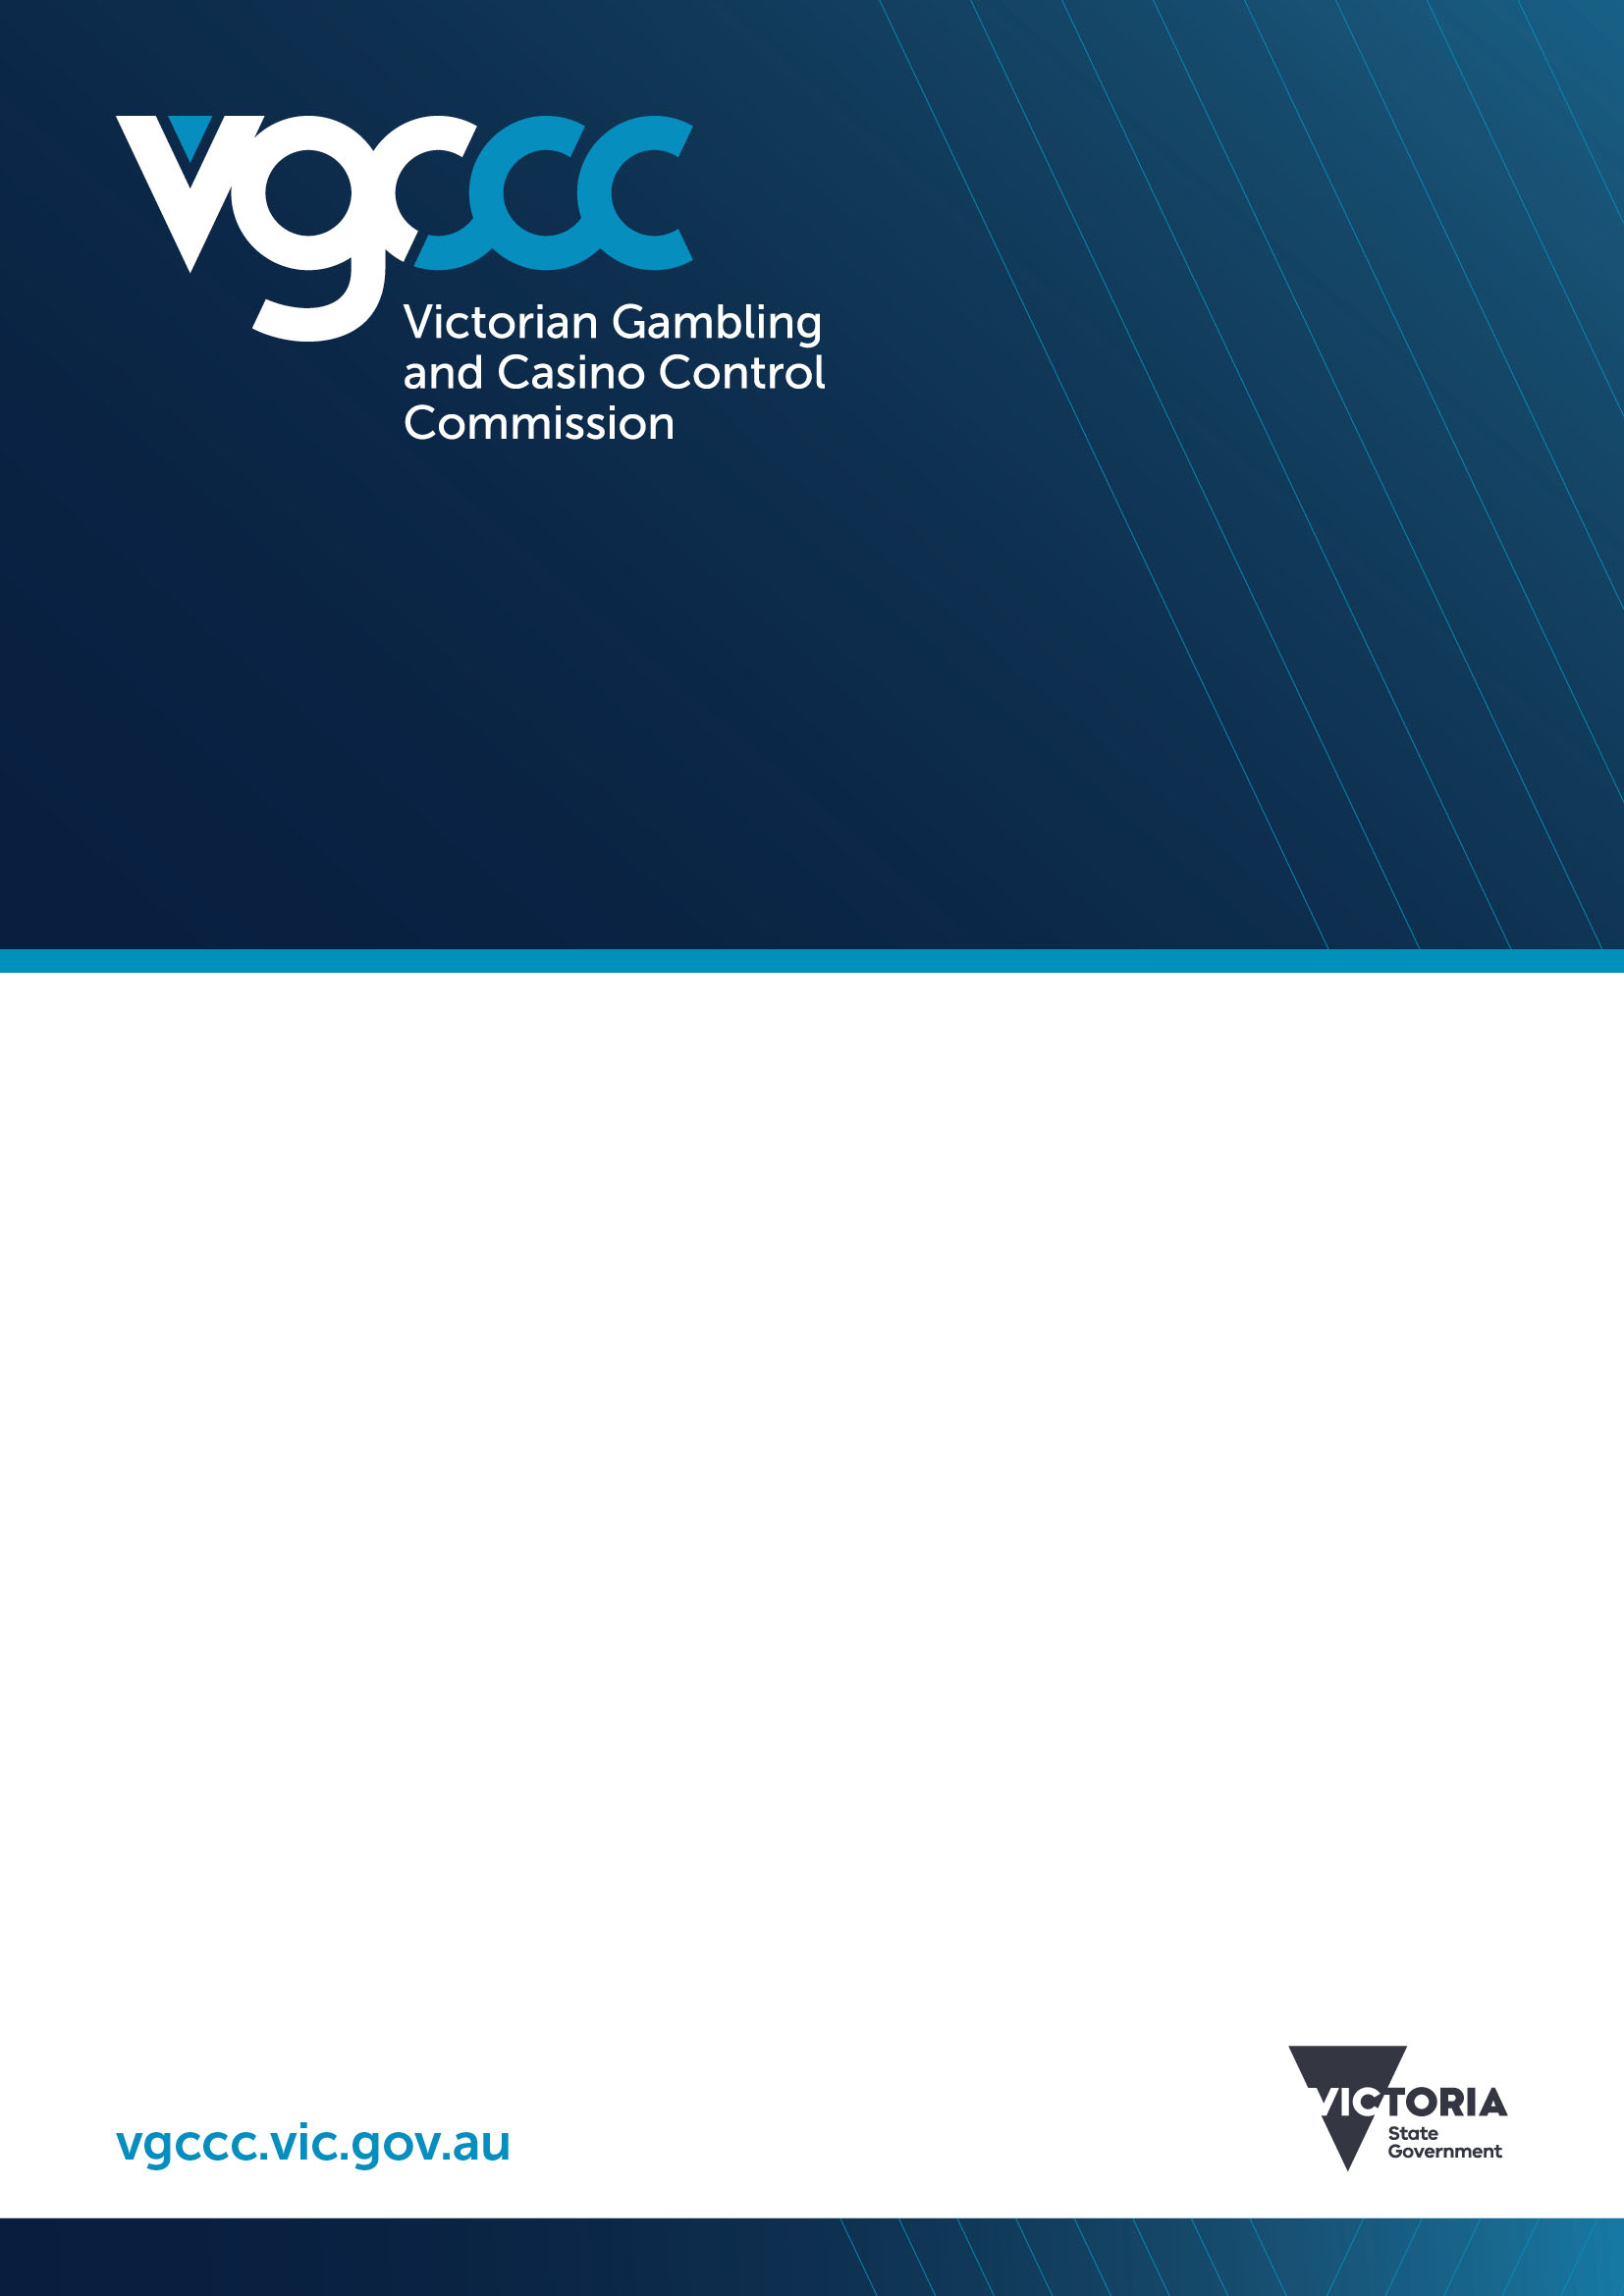 vgccc
Victorian Gambling
and Casino Control
Commission
vgccc.vic.gov.au
VICTORIA
State
Government